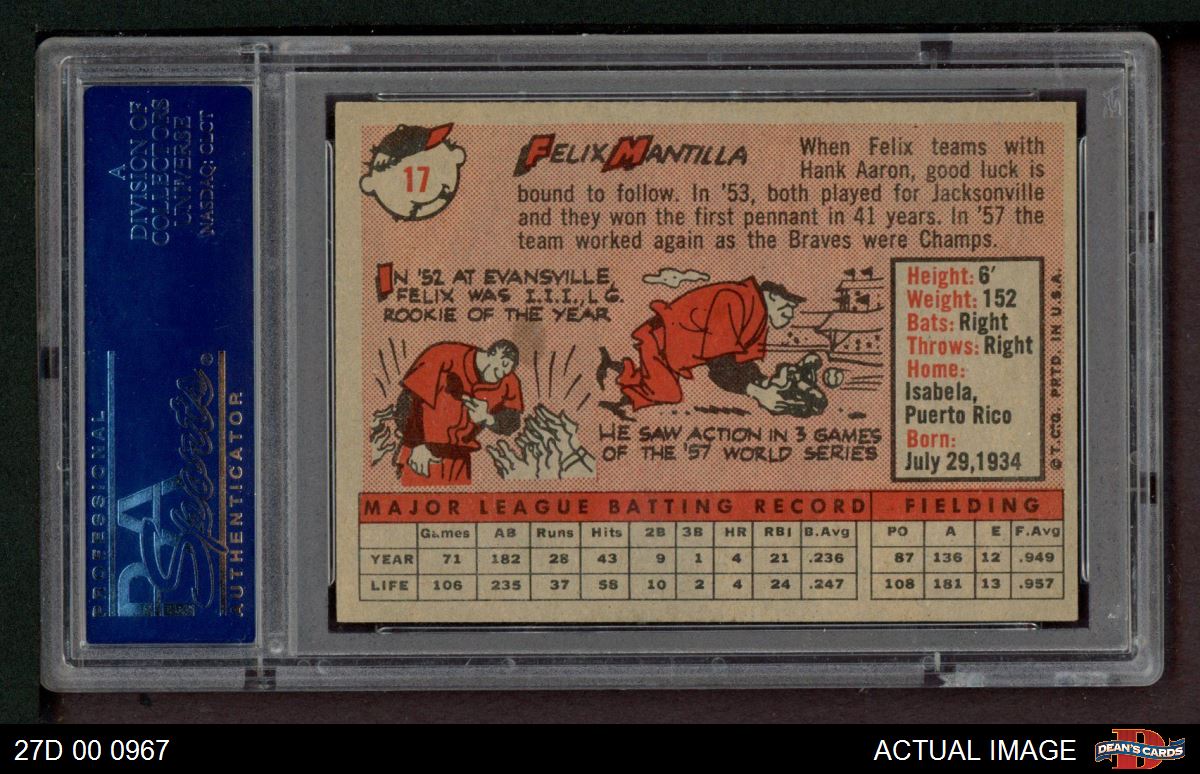 A
DIVISION OF
COLLECTORS
UNIVERSE
NASDAQ: CLCT
PROFESSIONAL
PSA
Sports
AUTHENTICATOR
17
FELIX MANTILLA
When Felix teams with
Hank Aaron, good luck is
bound to follow. In '53, both played for Jacksonville
and they won the first pennant in 41 years. In '57 the
team worked again as the Braves were Champs.
IN '52 AT EVANSVILLE,
FELIX WAS I.I.I., LG.
ROOKIE OF THE YEAR
HE SAW ACTION IN 3 GAMES
OF THE '57 WORLD SERIES
Height: 6'
Weight: 152
Bats: Right
Throws: Right
Home:
Isabela,
Puerto Rico
Born:
July 29, 1934
© T.C.G. PRTD. IN U.S.A.
MAJOR LEAGUE BATTING RECORD FIELDING
Games AB Runs Hits 2B 3B HR RBI B.Avg PO A E F.Avg
YEAR 71 182 28 43 9 1 4 21 .236 87 136 12 .949
LIFE 106 235 37 58 10 2 4 24 .247 108 181 13 .957
27D 00 0967
ACTUAL IMAGE
D
DEAN'S CARDS